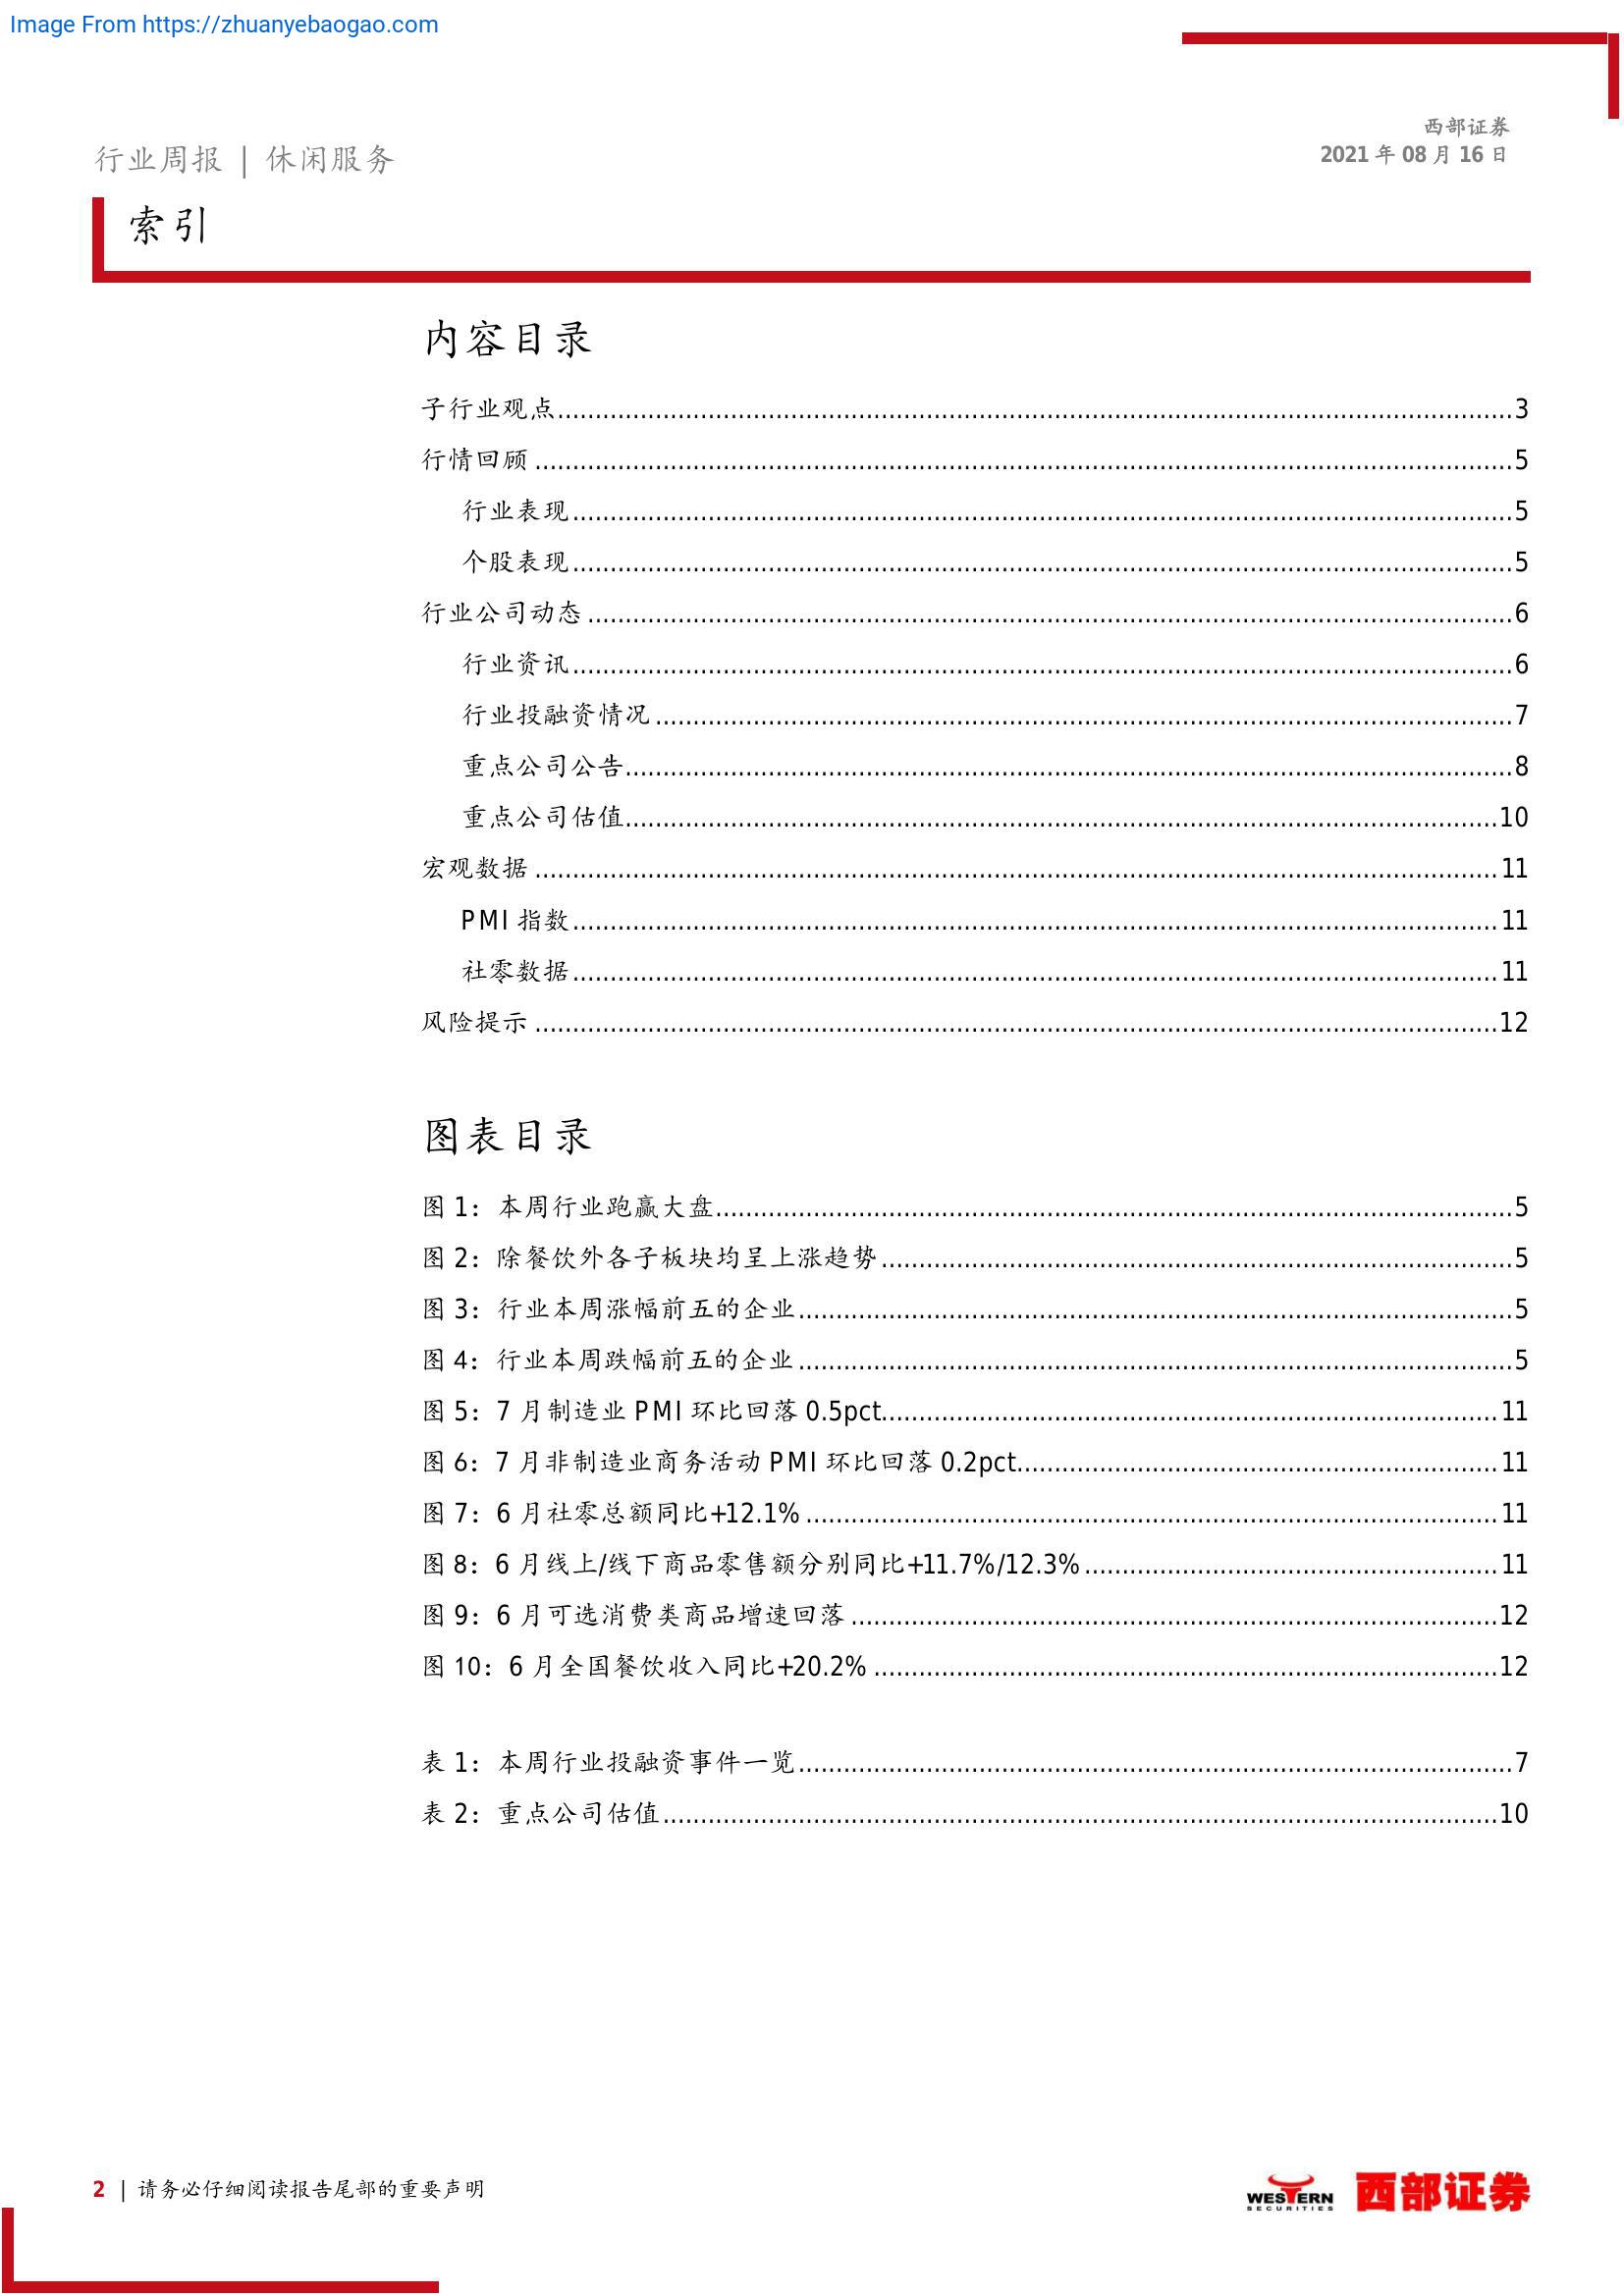 Image From https://zhuanyebaogao.com
西部证券
2021 年 08 月 16 日
行业周报 | 休闲服务
索引
内容目录
子行业观点 3
行情回顾 5
行业表现 5
个股表现 5
行业公司动态 6
行业资讯 6
行业投融资情况 7
重点公司公告 8
重点公司估值 10
宏观数据 11
PMI 指数 11
社零数据 11
风险提示 12
图表目录
图 1：本周行业跑赢大盘 5
图 2：除餐饮外各子板块均呈上涨趋势 5
图 3：行业本周涨幅前五的企业 5
图 4：行业本周跌幅前五的企业 5
图 5：7 月制造业 PMI 环比回落 0.5pct 11
图 6：7 月非制造业商务活动 PMI 环比回落 0.2pct 11
图 7：6 月社零总额同比+12.1% 11
图 8：6 月线上/线下商品零售额分别同比+11.7%/12.3% 11
图 9：6 月可选消费类商品增速回落 12
图 10：6 月全国餐饮收入同比+20.2% 12
表 1：本周行业投融资事件一览 7
表 2：重点公司估值 10
2 | 请务必仔细阅读报告尾部的重要声明
WESTERN
SECURITIES
西部证券